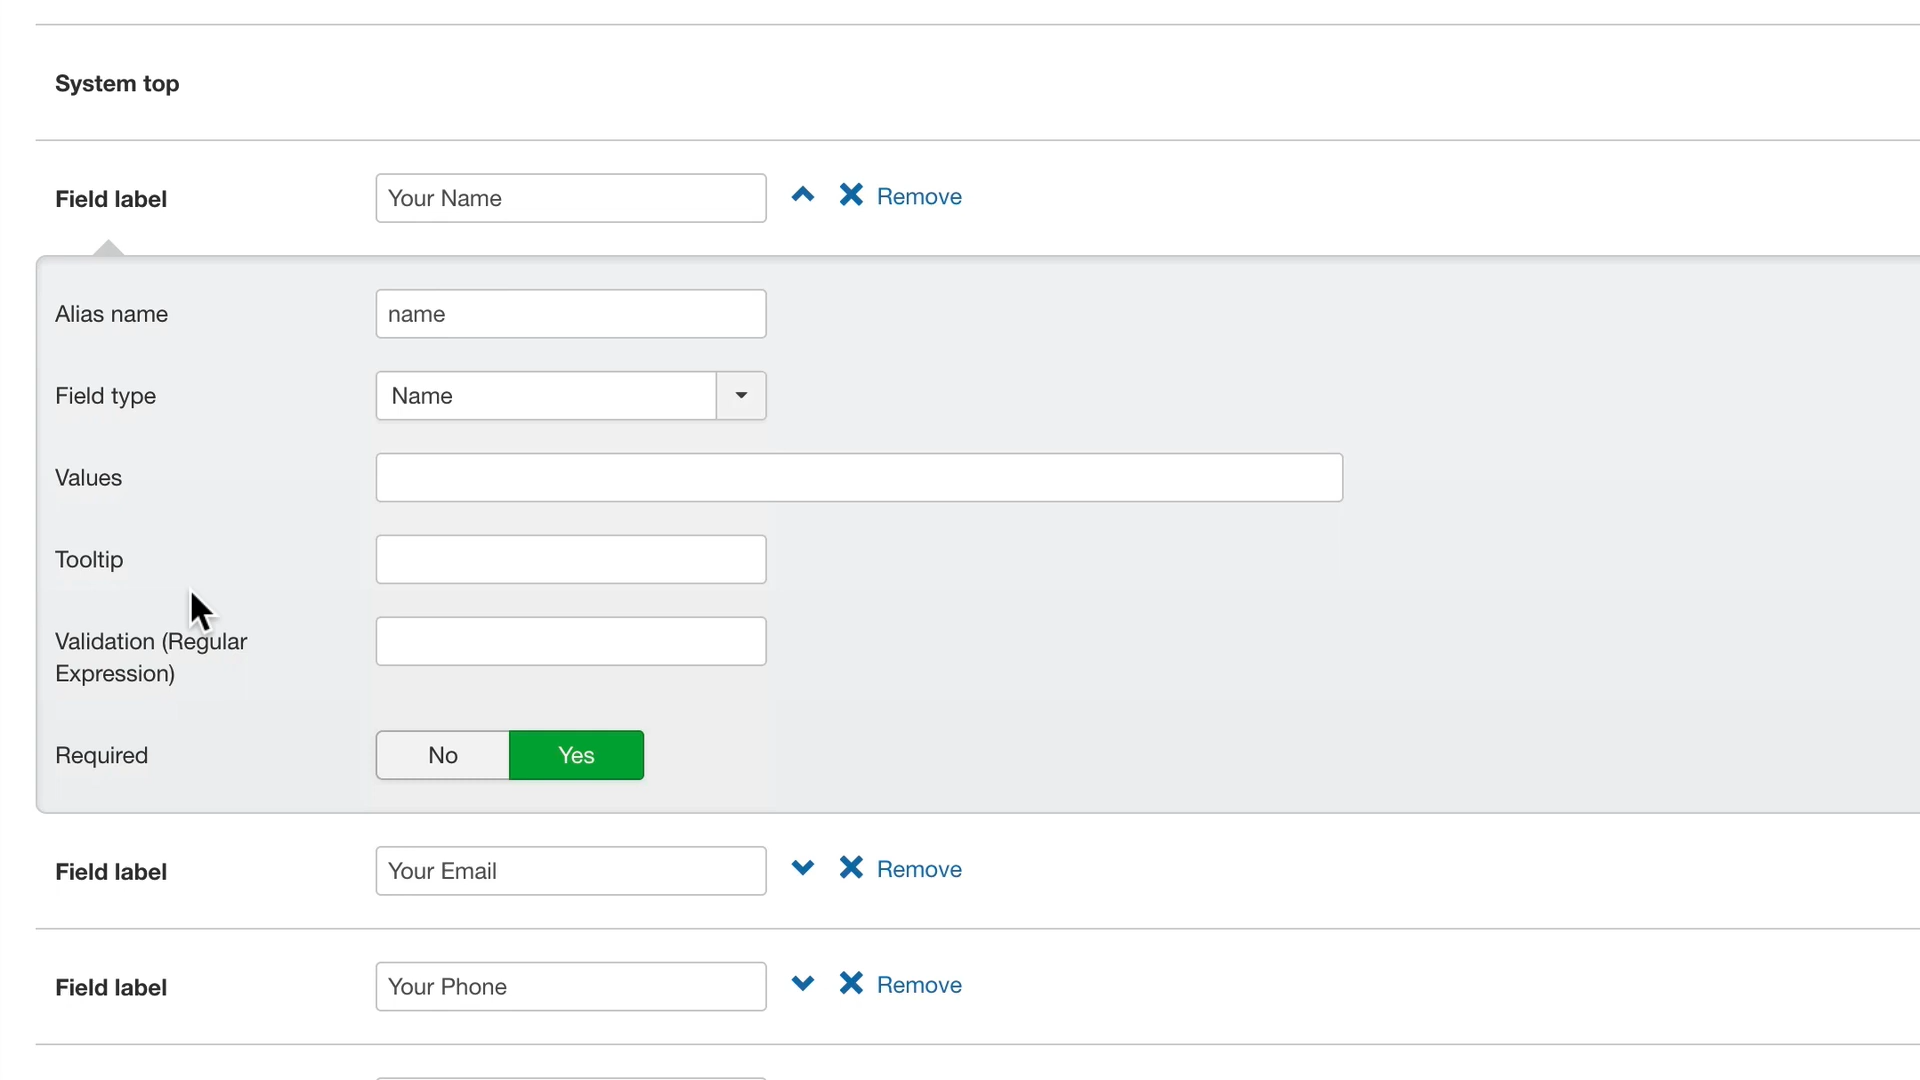 System top
Field label Your Name Remove
Alias name name
Field type Name
Values
Tooltip
Validation (Regular
Expression)
Required No Yes
Field label Your Email Remove
Field label Your Phone Remove